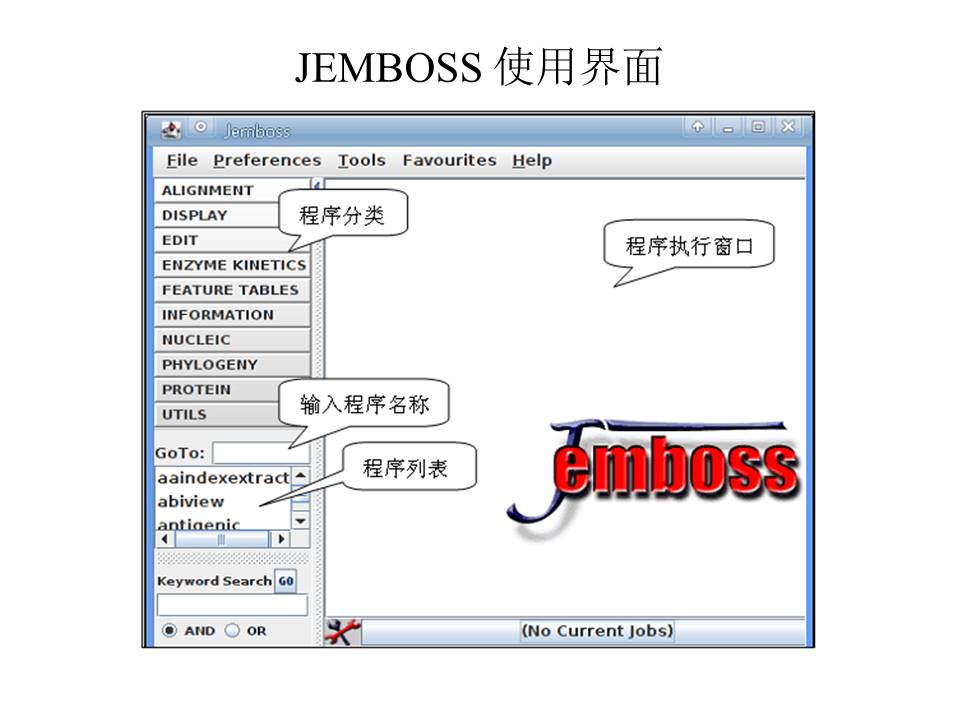 JEMBOSS 使用界面
Jemboss
File Preferences Tools Favourites Help
ALIGNMENT
程序分类
DISPLAY
EDIT
程序执行窗口
ENZYME KINETICS
FEATURE TABLES
INFORMATION
NUCLEIC
PHYLOGENY
PROTEIN
输入程序名称
UTILS
GoTo:
程序列表
aaindexextract
abiview
antigenic
Jemboss
Keyword Search GO
AND OR
(No Current Jobs)